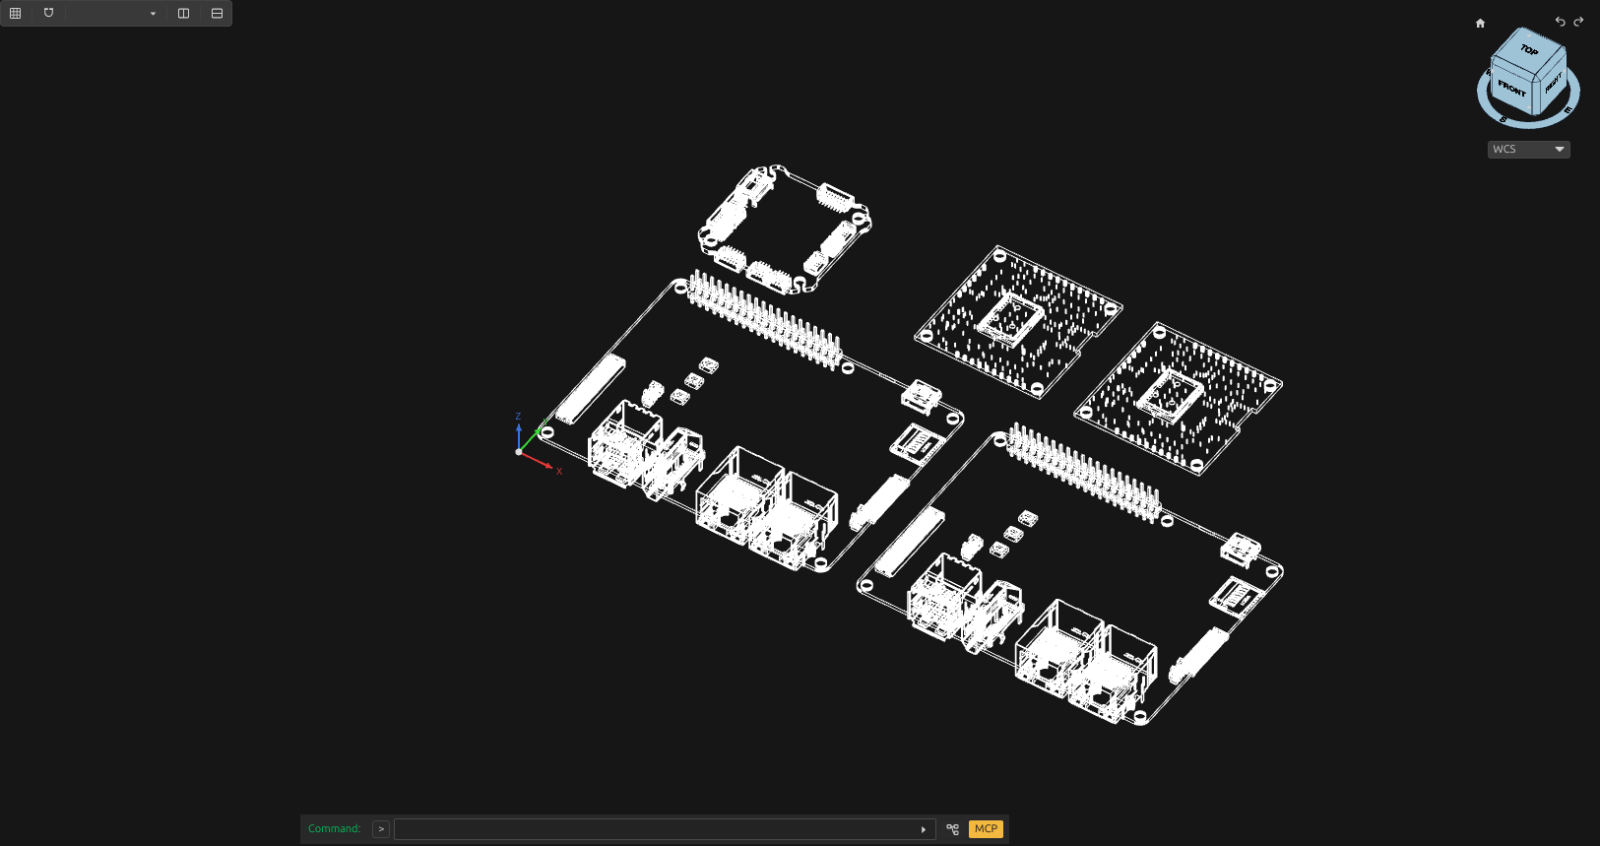 TOP
FRONT
RIGHT
WCS
Z
X
Command:
>
MCP